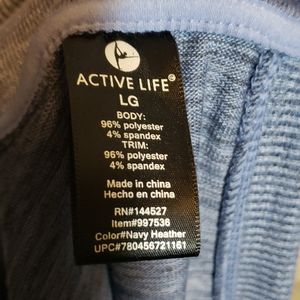 ACTIVE LIFE®
LG
BODY:
96% polyester
4% spandex
TRIM:
96% polyester
4% spandex
Made in china
Hecho en china
RN#144527
Item#997536
Color#Navy Heather
UPC#780456721161